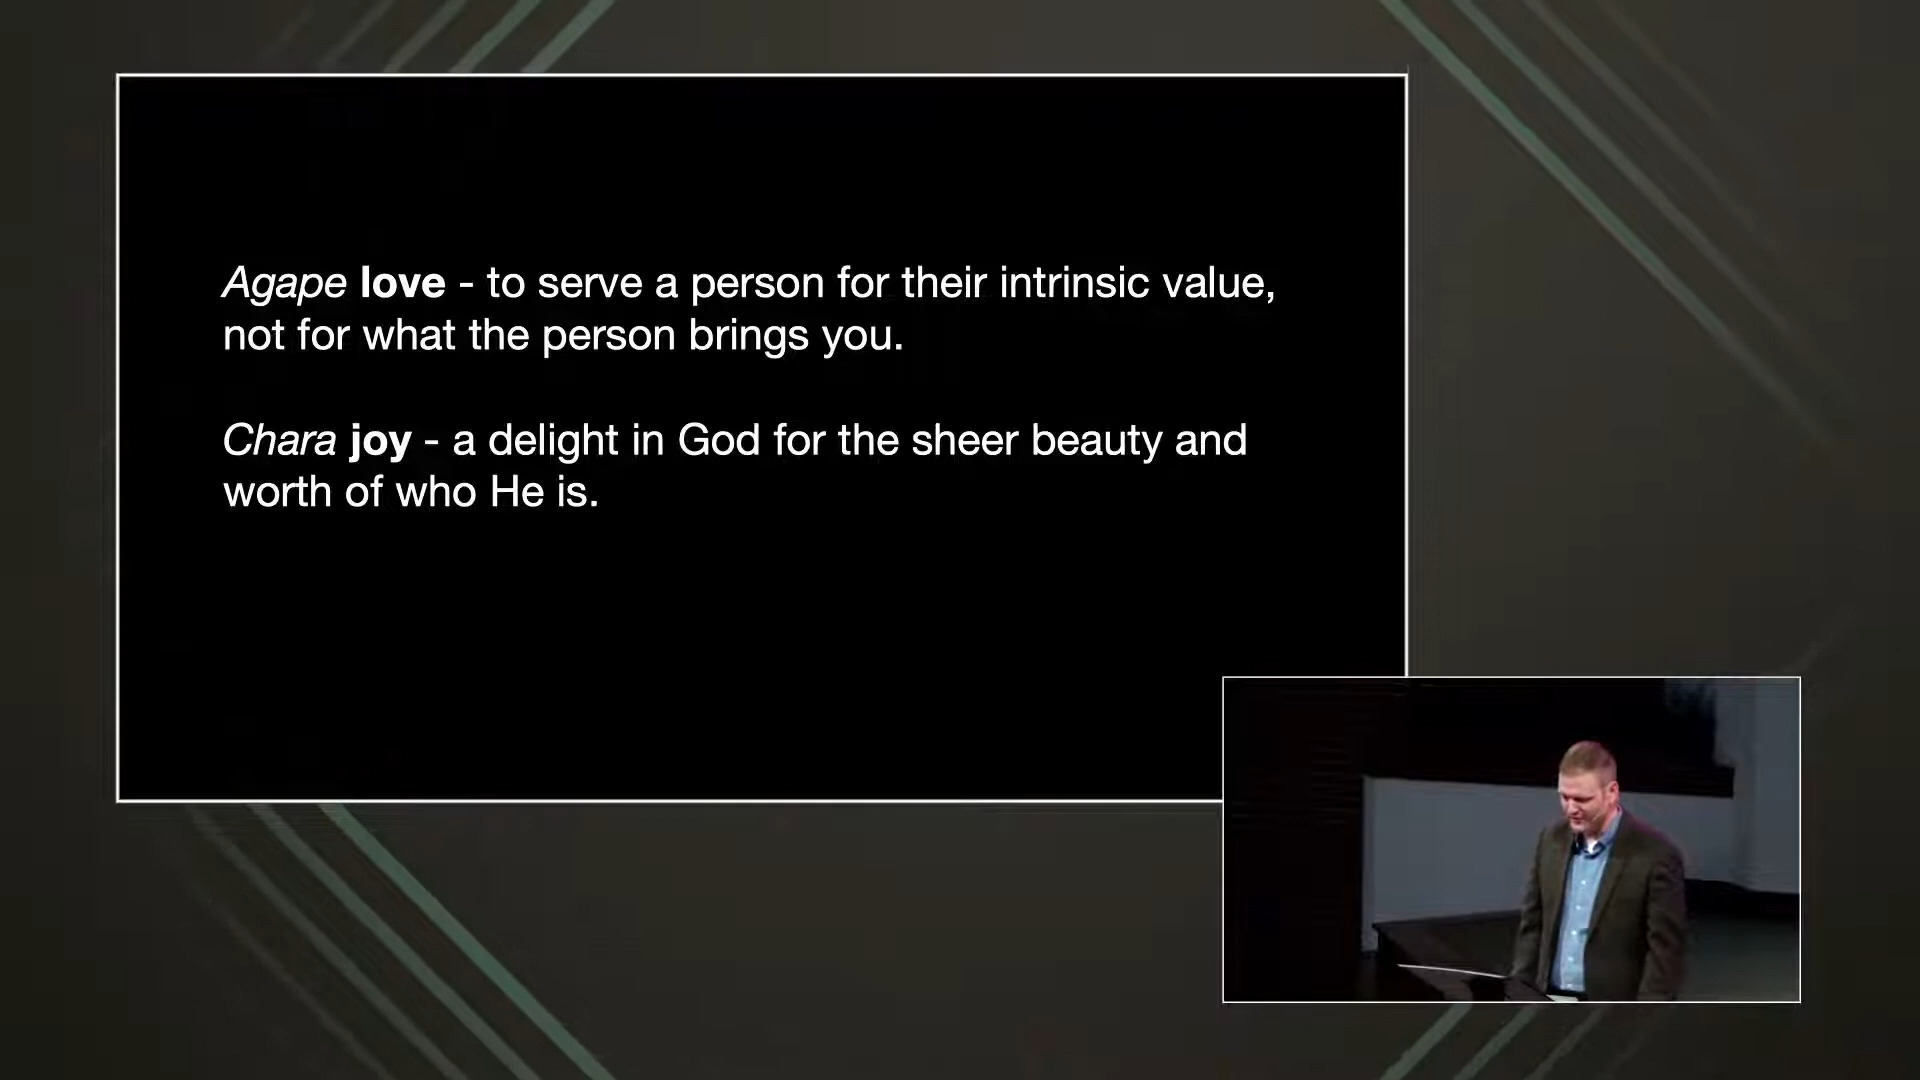 Agape love - to serve a person for their intrinsic value,
not for what the person brings you.
Chara joy - a delight in God for the sheer beauty and
worth of who He is.